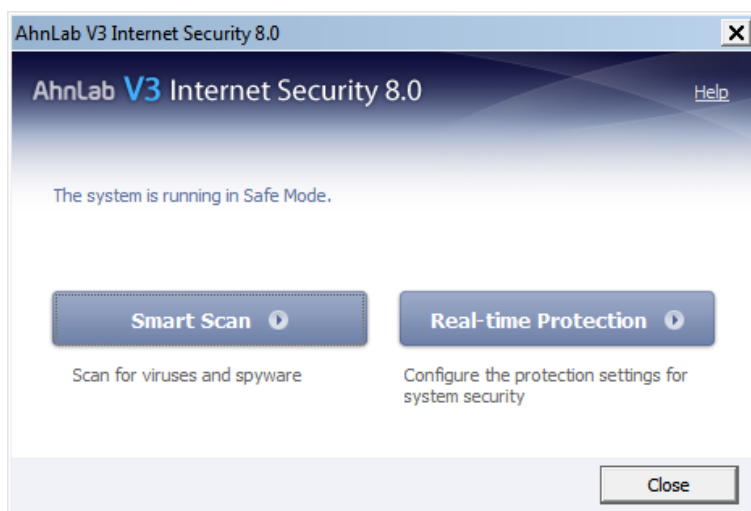 AhnLab V3 Internet Security 8.0
AhnLab V3 Internet Security 8.0
Help
The system is running in Safe Mode.
Smart Scan
Real-time Protection
Scan for viruses and spyware
Configure the protection settings for
system security
Close